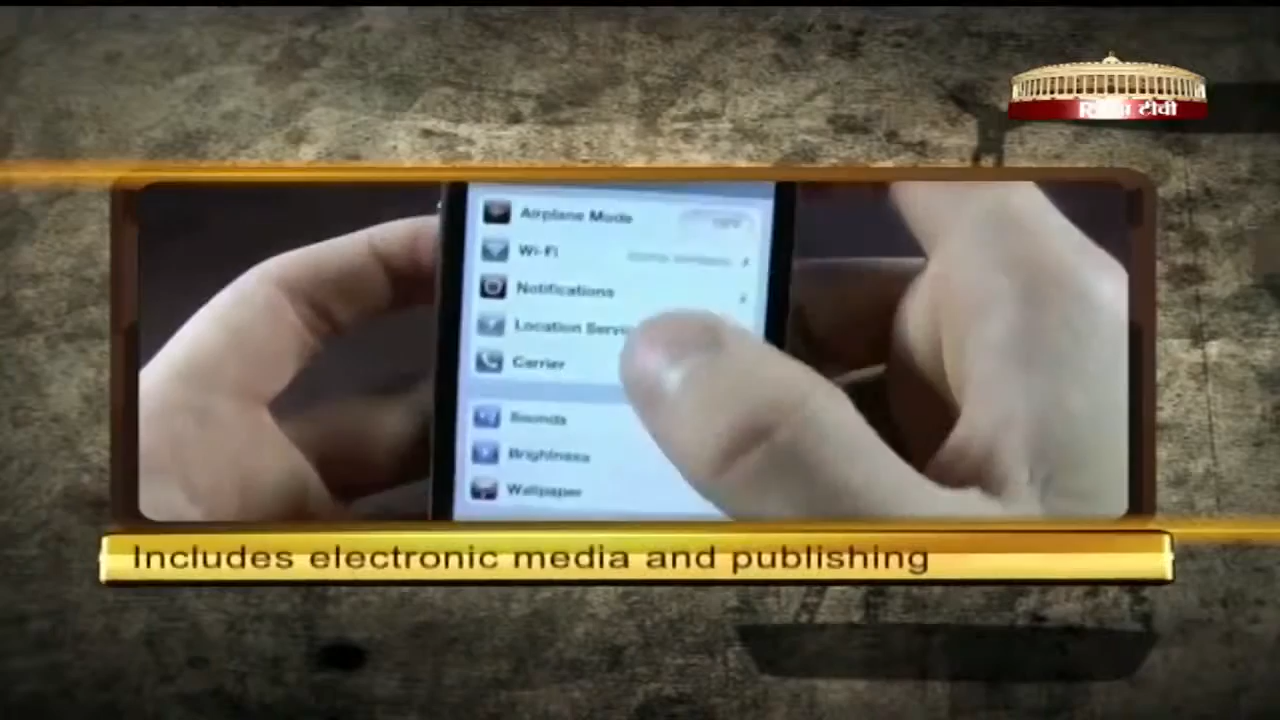 टीवी
Airplane Mode
Wi-Fi
Notifications
Location Servi
Carrier
Sounds
Brightness
Wallpaper
Includes electronic media and publishing